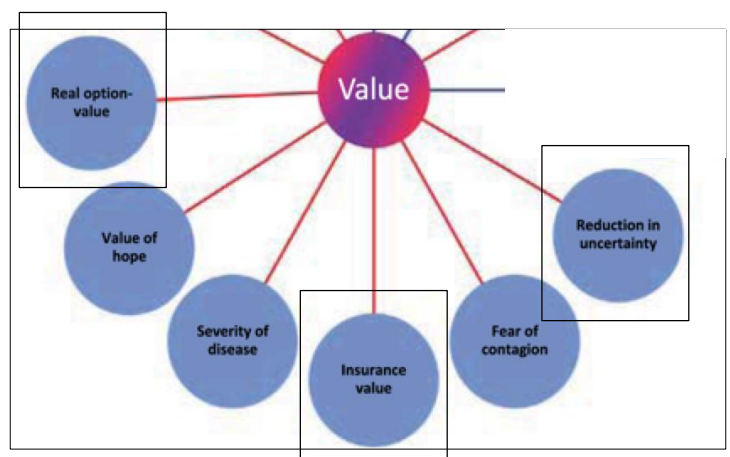 Value
Real option-
value
Value of
hope
Severity of
disease
Insurance
value
Fear of
contagion
Reduction in
uncertainty